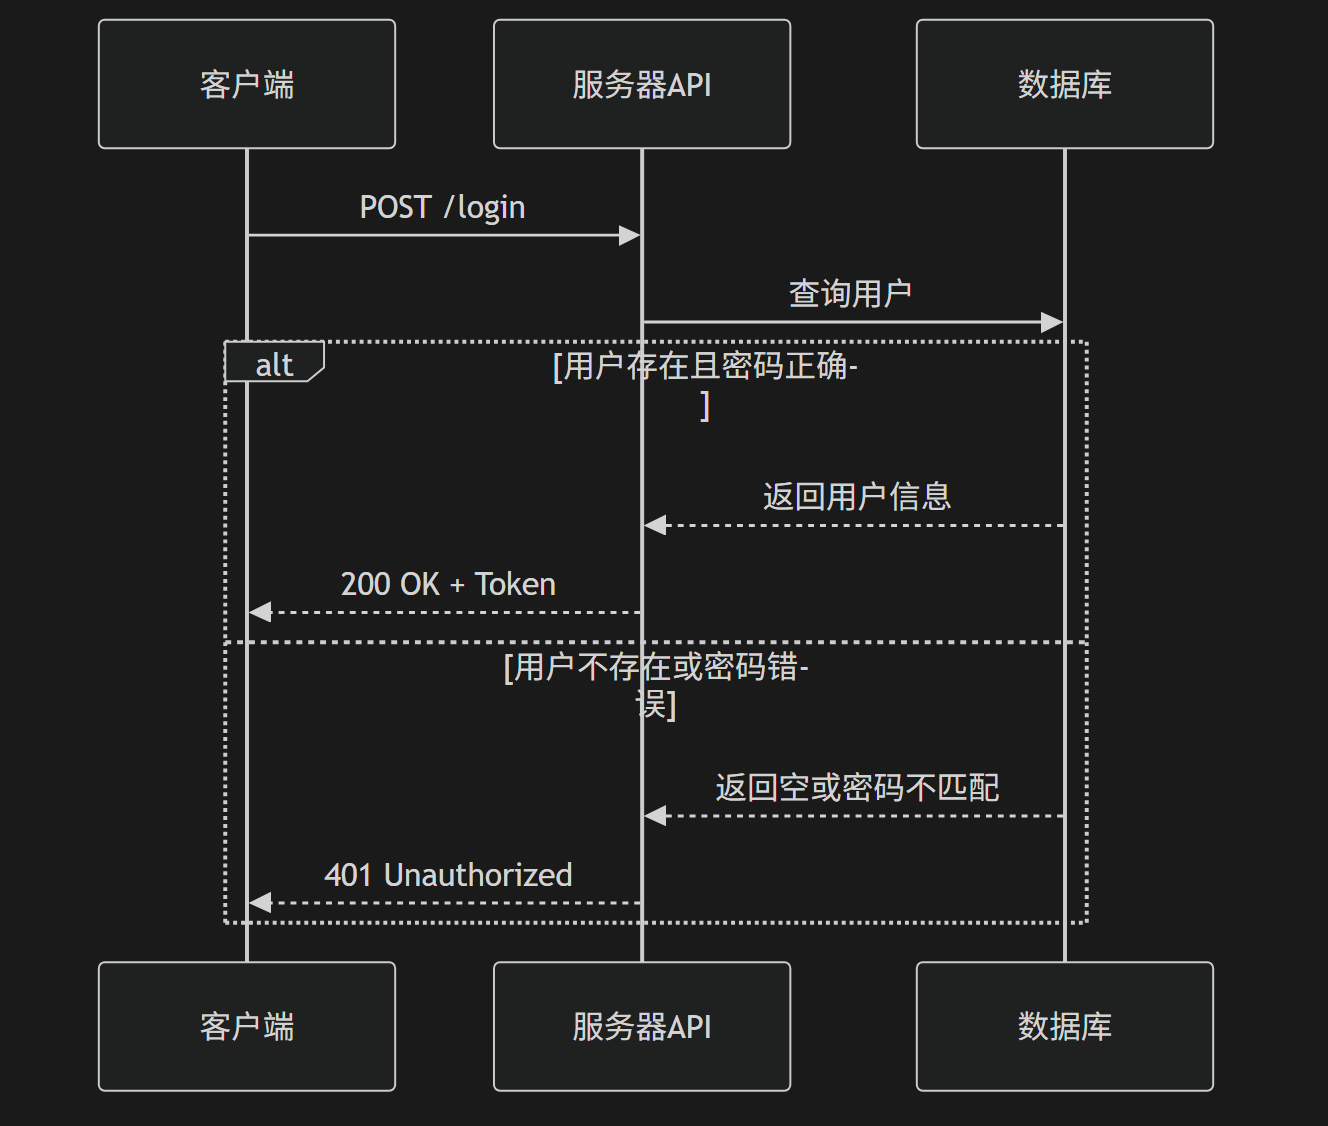 客户端
服务器API
数据库
POST /login
查询用户
alt
[用户存在且密码正确-
]
返回用户信息
200 OK + Token
[用户不存在或密码错-
误]
返回空或密码不匹配
401 Unauthorized
客户端
服务器API
数据库